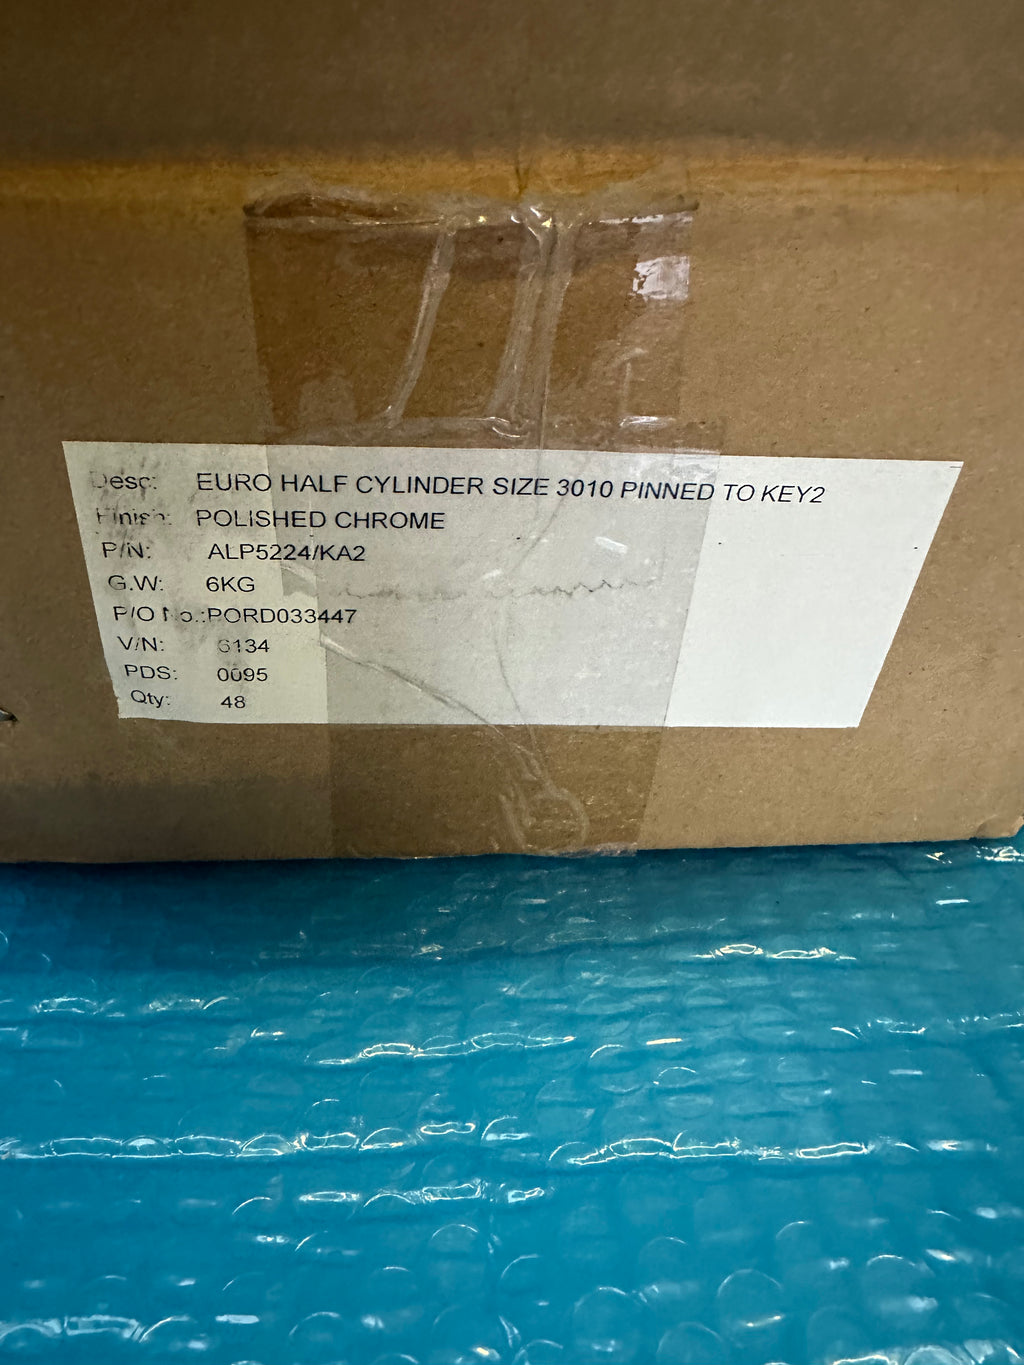 Desc: EURO HALF CYLINDER SIZE 3010 PINNED TO KEY2
Finish: POLISHED CHROME
P/N: ALP5224/KA2
G.W: 6KG
P/O No.:PORD033447
V/N: 6134
PDS: 0095
Qty: 48